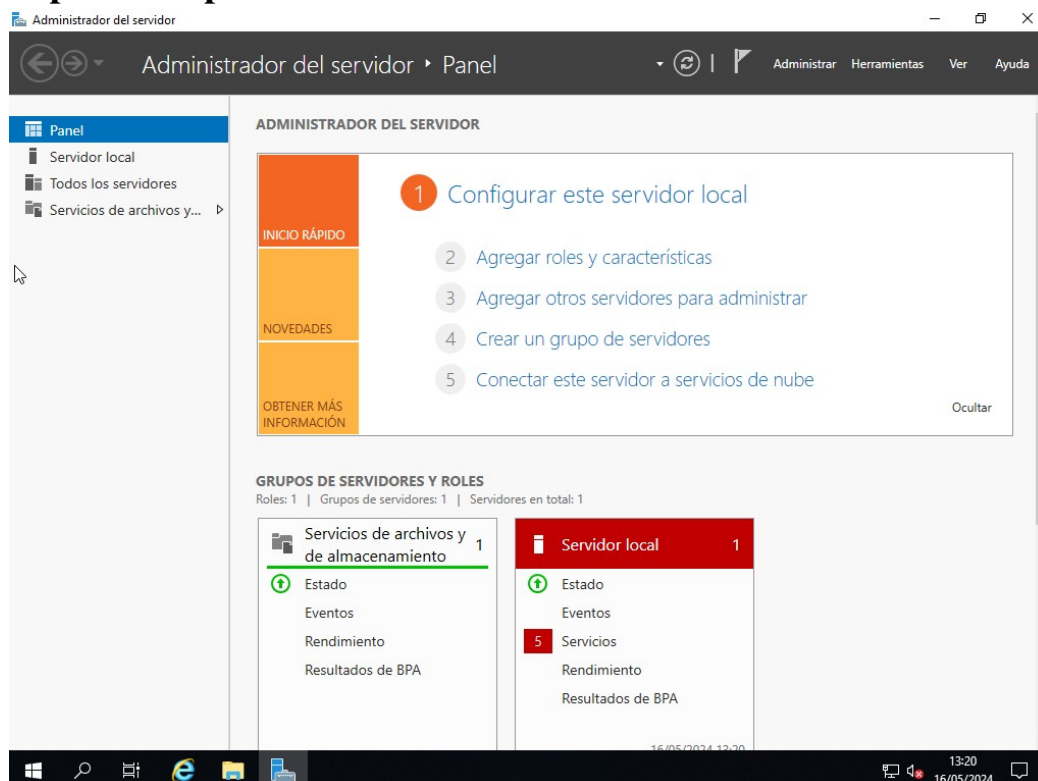 Administrador del servidor
Administrador del servidor ‣ Panel
Administrar Herramientas Ver Ayuda
Panel
Servidor local
Todos los servidores
Servicios de archivos y...
ADMINISTRADOR DEL SERVIDOR
INICIO RÁPIDO
NOVEDADES
OBTENER MÁS
INFORMACIÓN
1 Configurar este servidor local
2 Agregar roles y características
3 Agregar otros servidores para administrar
4 Crear un grupo de servidores
5 Conectar este servidor a servicios de nube
Ocultar
GRUPOS DE SERVIDORES Y ROLES
Roles: 1 | Grupos de servidores: 1 | Servidores en total: 1
Servicios de archivos y
de almacenamiento
1
Estado
Eventos
Rendimiento
Resultados de BPA
Servidor local 1
Estado
Eventos
5 Servicios
Rendimiento
Resultados de BPA
16/05/2024 13:20
13:20
16/05/2024